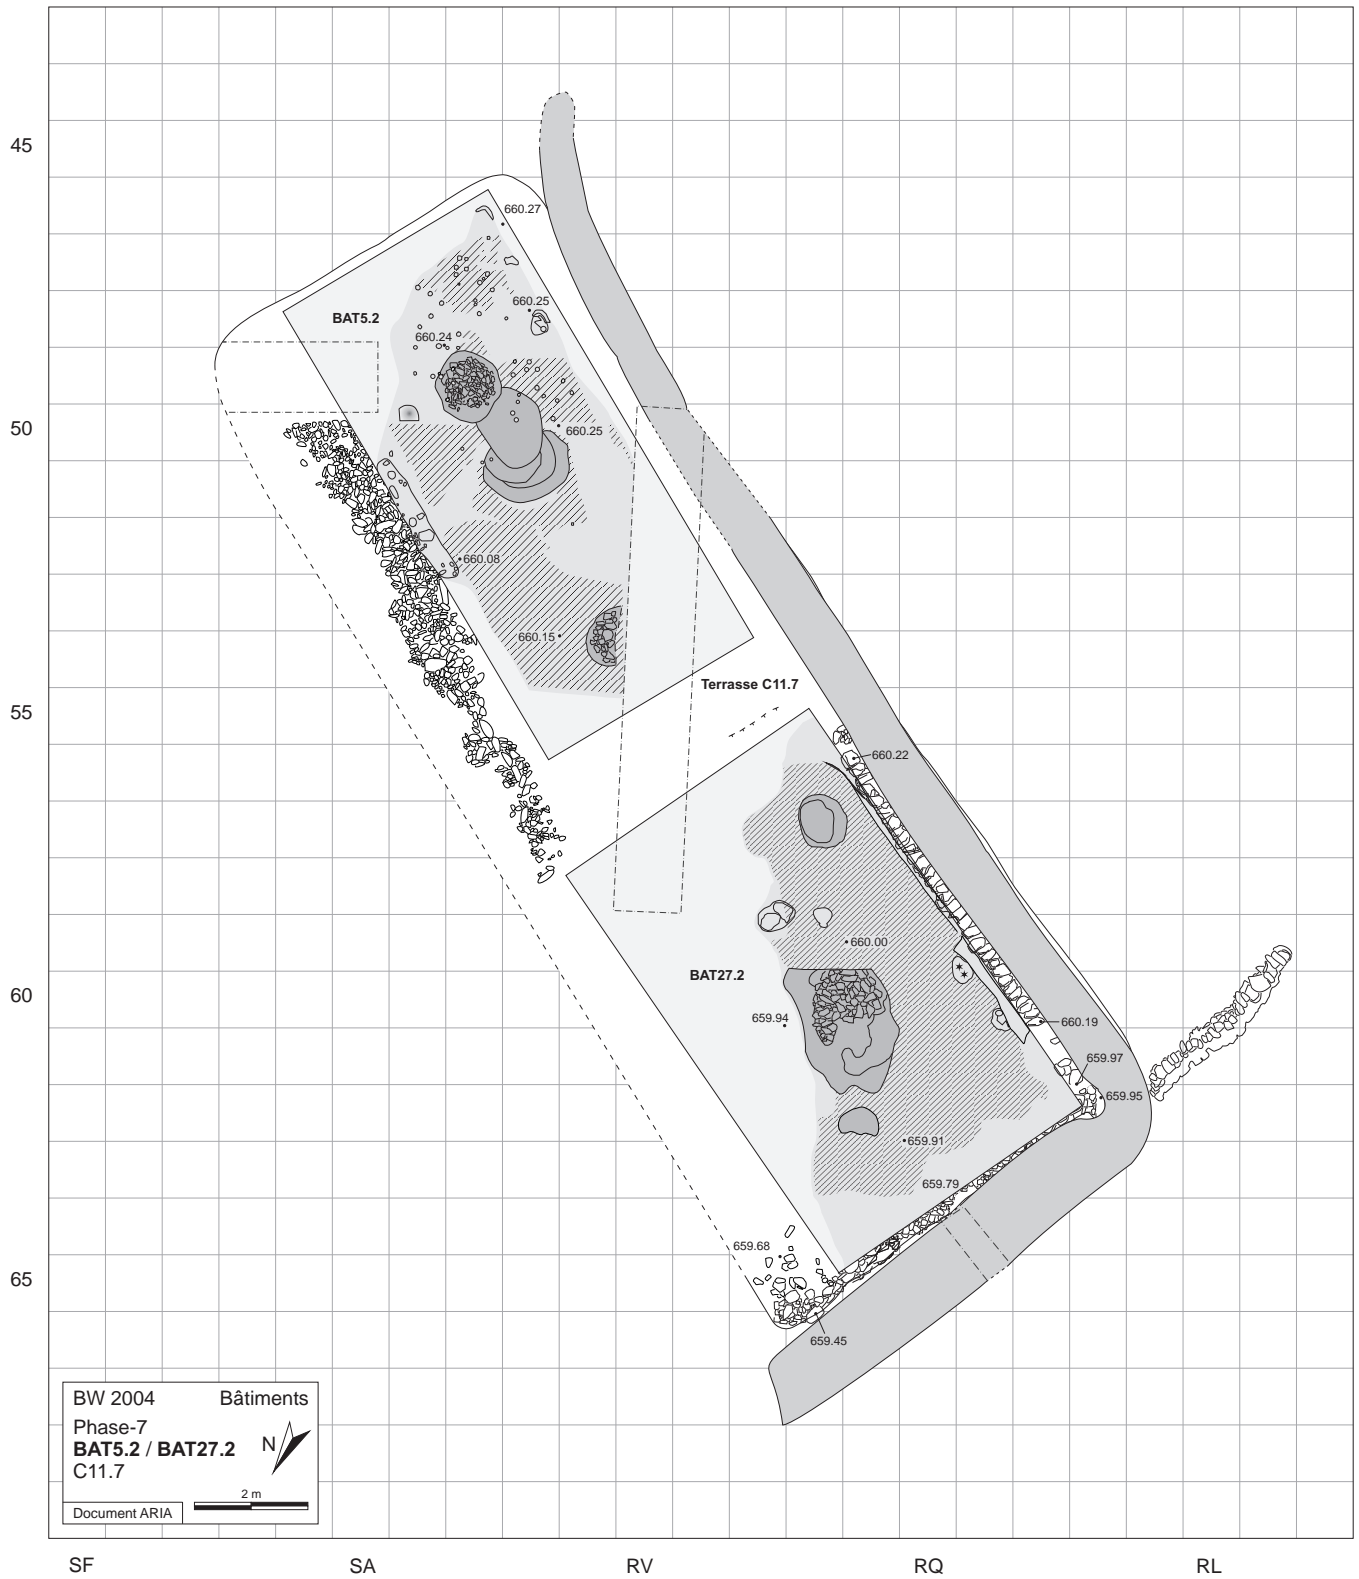 45
660.27
660.25
BAT5.2
660.24
50
660.25
660.08
660.15
Terrasse C11.7
55
660.22
660.00
BAT27.2
60
659.94
660.19
659.97
659.95
659.91
659.79
659.68
65
659.45
BW 2004 Bâtiments
Phase-7
BAT5.2 / BAT27.2
N
C11.7
2 m
Document ARIA
SF SA RV RQ RL